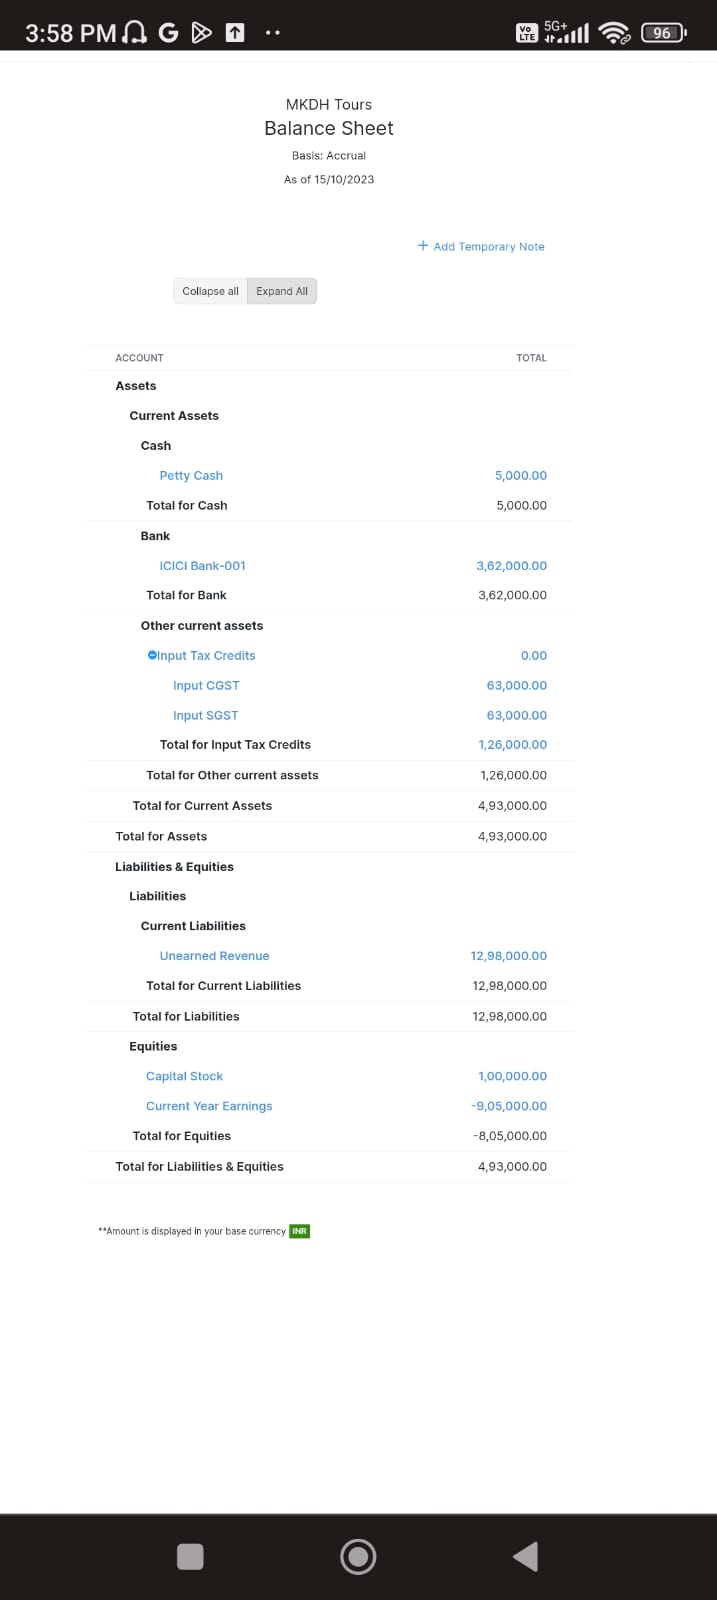 3:58 PM
Vo LTE 5G+ 96
MKDH Tours
Balance Sheet
Basis: Accrual
As of 15/10/2023
+ Add Temporary Note
Collapse all Expand All
ACCOUNT TOTAL
Assets
Current Assets
Cash
Petty Cash 5,000.00
Total for Cash 5,000.00
Bank
ICICI Bank-001 3,62,000.00
Total for Bank 3,62,000.00
Other current assets
Input Tax Credits 0.00
Input CGST 63,000.00
Input SGST 63,000.00
Total for Input Tax Credits 1,26,000.00
Total for Other current assets 1,26,000.00
Total for Current Assets 4,93,000.00
Total for Assets 4,93,000.00
Liabilities & Equities
Liabilities
Current Liabilities
Unearned Revenue 12,98,000.00
Total for Current Liabilities 12,98,000.00
Total for Liabilities 12,98,000.00
Equities
Capital Stock 1,00,000.00
Current Year Earnings -9,05,000.00
Total for Equities -8,05,000.00
Total for Liabilities & Equities 4,93,000.00
**Amount is displayed in your base currency INR